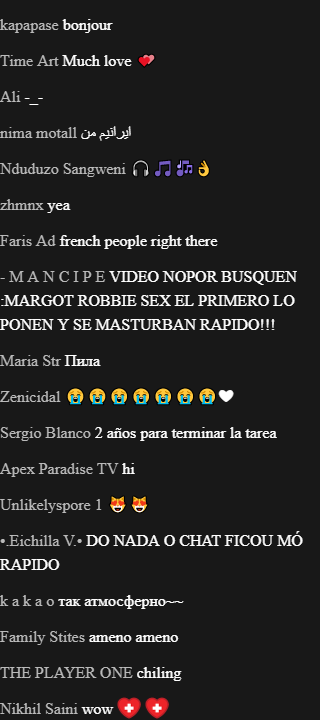 kapapase bonjour
Time Art Much love 💕
Ali -_-
nima motall ایرانیم من
Nduduzo Sangweni 🎧 🎵 🎶 👌
zhmnx yea
Faris Ad french people right there
- M A N C I P E VIDEO NOPOR BUSQUEN
:MARGOT ROBBIE SEX EL PRIMERO LO
PONEN Y SE MASTURBAN RAPIDO!!!
Maria Str Пила
Zenicidal 😭 😭 😭 😭 😭 😭 😭 🤍
Sergio Blanco 2 años para terminar la tarea
Apex Paradise TV hi
Unlikelyspore 1 😻 😻
•.Eichilla V.• DO NADA O CHAT FICOU MÓ
RAPIDO
k a k a o так атмосферно~~
Family Stites ameno ameno
THE PLAYER ONE chiling
Nikhil Saini wow